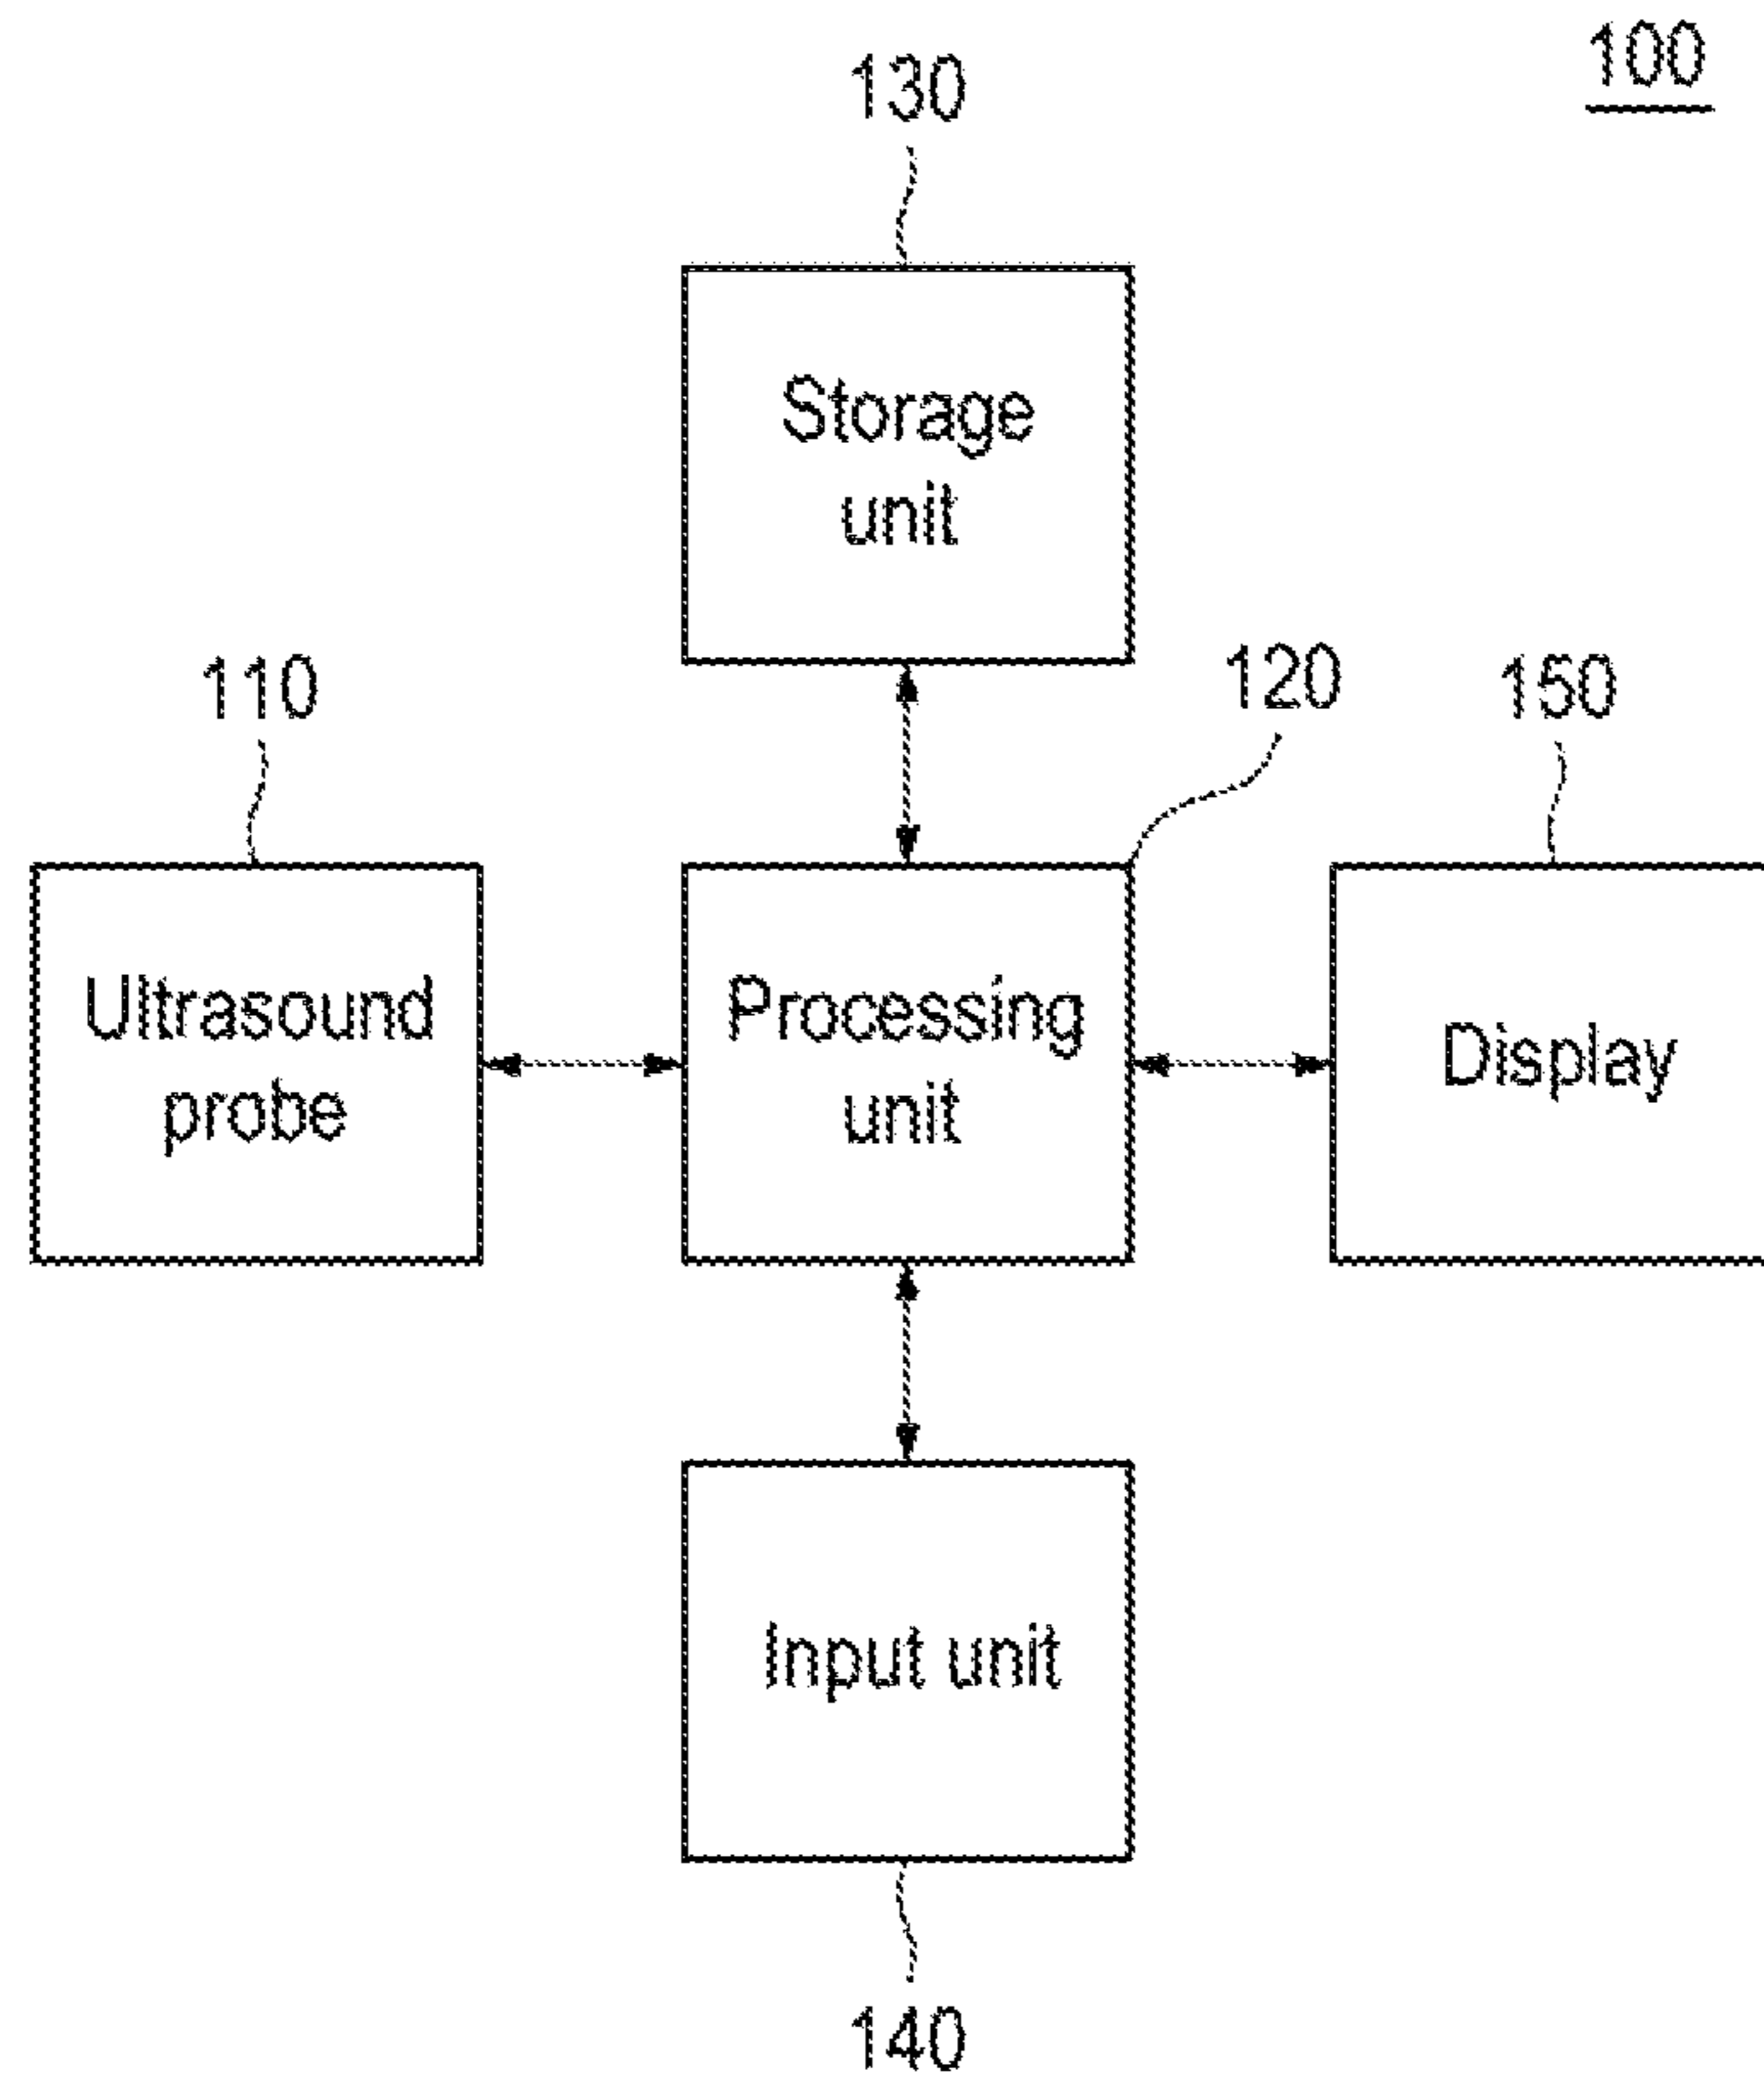 100
130
Storage
unit
110
120
150
Ultrasound
probe
Processing
unit
Display
Input unit
140